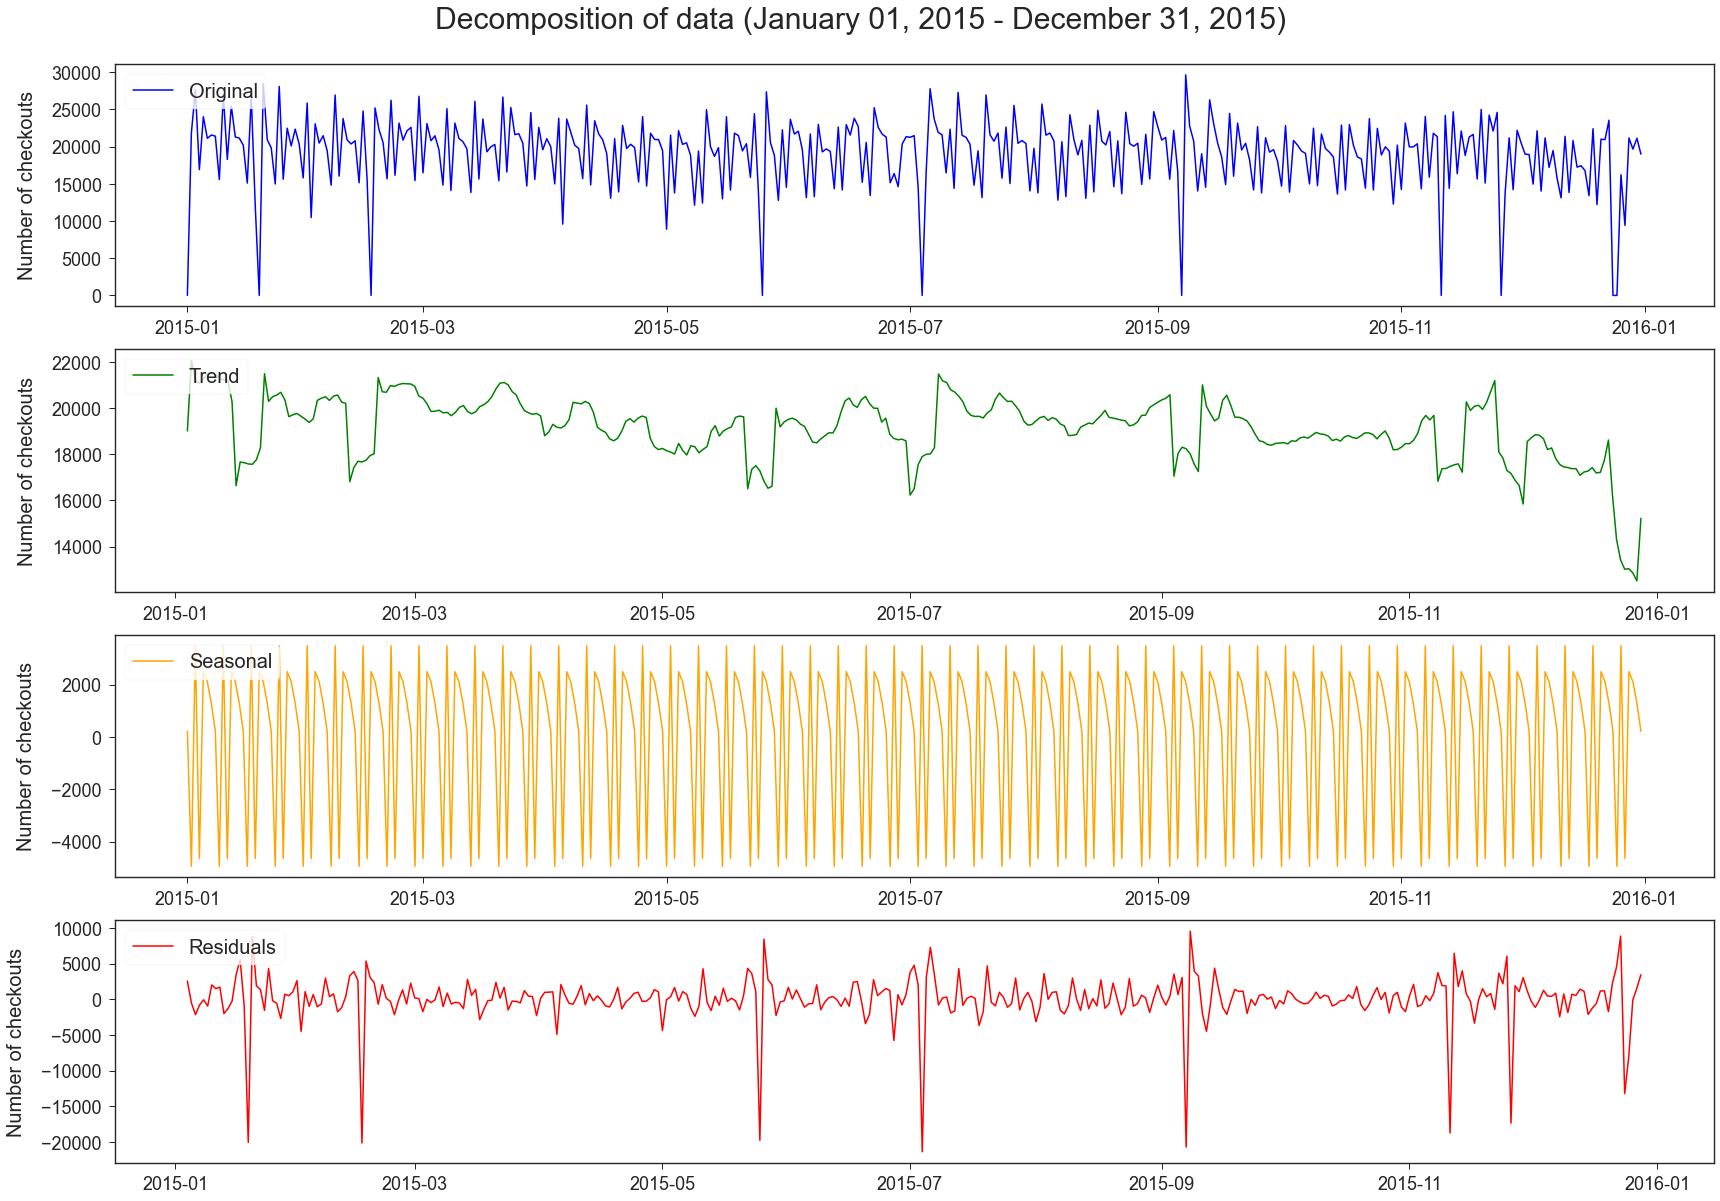 Decomposition of data (January 01, 2015 - December 31, 2015)
Number of checkouts
30000
25000
20000
15000
10000
5000
0
Original
2015-01 2015-03 2015-05 2015-07 2015-09 2015-11 2016-01
Number of checkouts
22000
20000
18000
16000
14000
Trend
2015-01 2015-03 2015-05 2015-07 2015-09 2015-11 2016-01
Number of checkouts
2000
0
−2000
−4000
Seasonal
2015-01 2015-03 2015-05 2015-07 2015-09 2015-11 2016-01
Number of checkouts
10000
5000
0
−5000
−10000
−15000
−20000
Residuals
2015-01 2015-03 2015-05 2015-07 2015-09 2015-11 2016-01